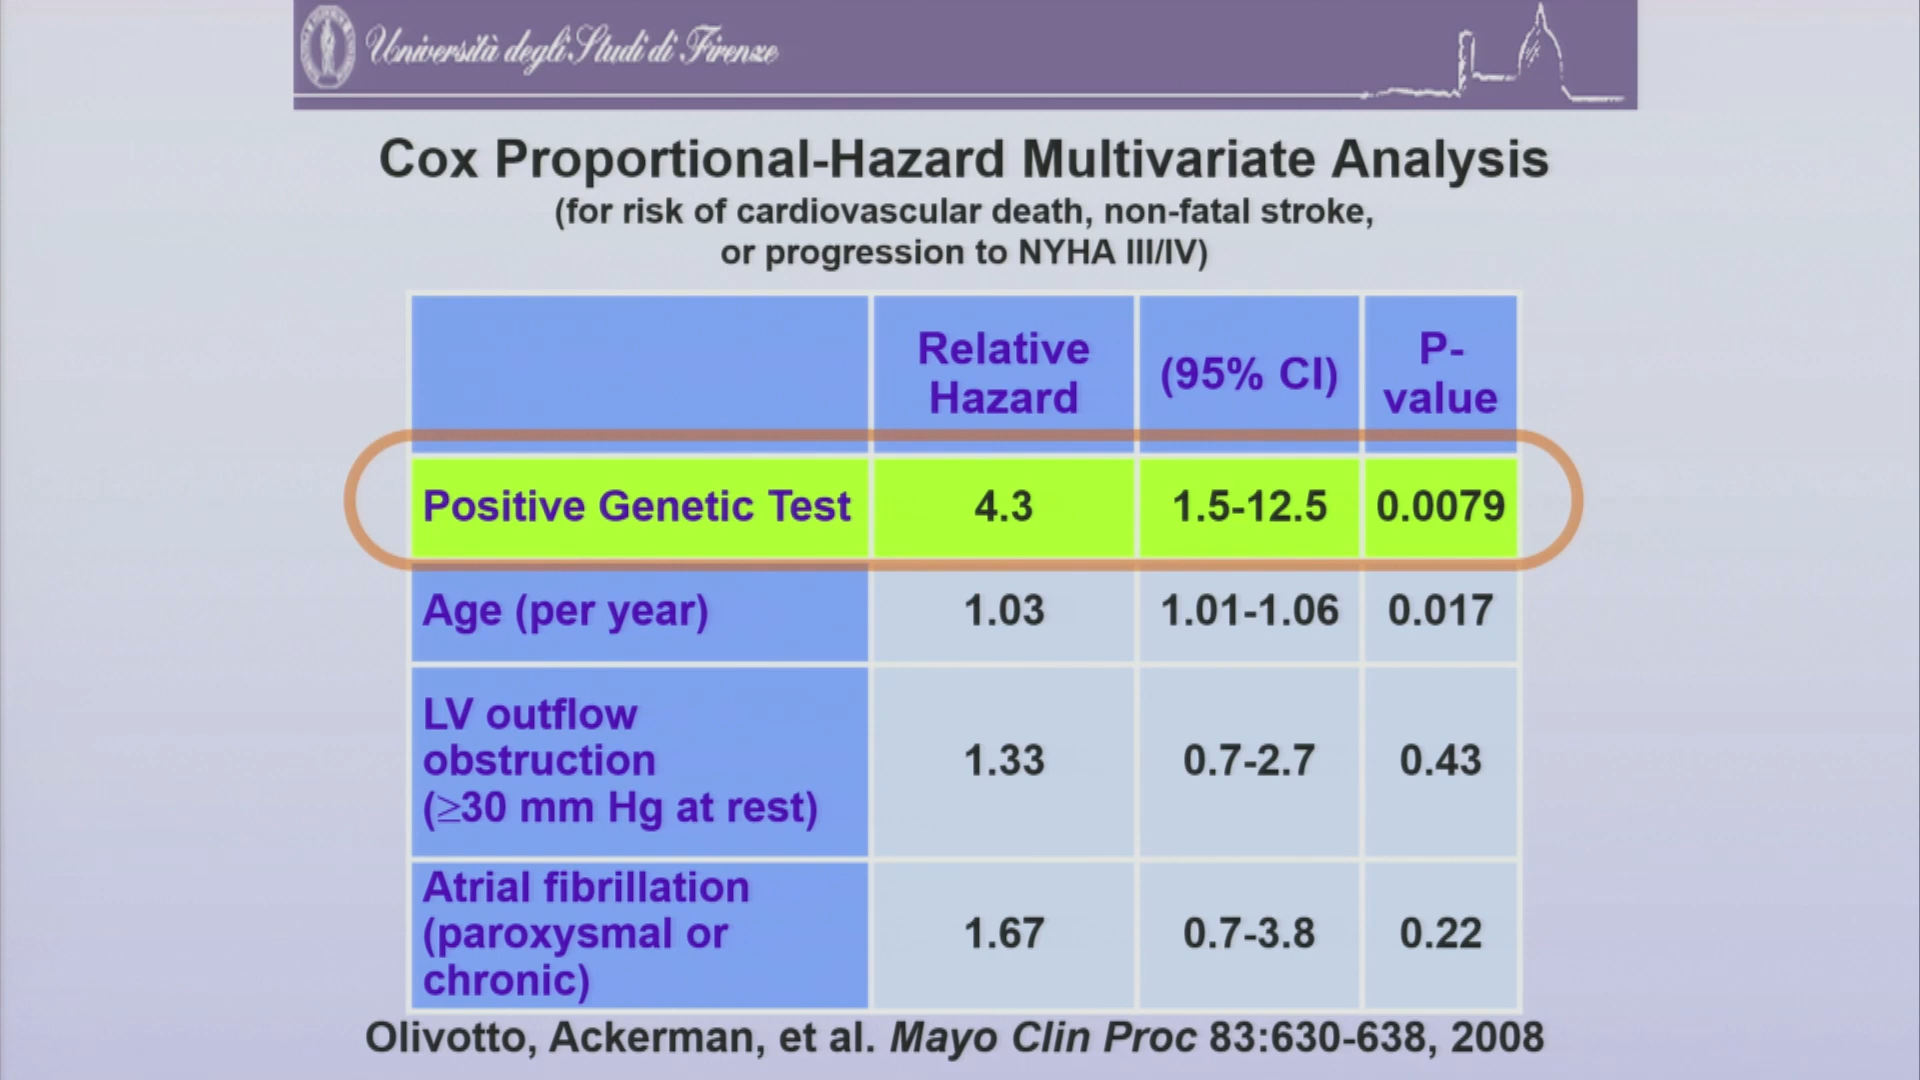 Università degli Studi di Firenze
Cox Proportional-Hazard Multivariate Analysis
(for risk of cardiovascular death, non-fatal stroke,
or progression to NYHA III/IV)
Relative
Hazard
(95% CI)
P-
value
Positive Genetic Test 4.3 1.5-12.5 0.0079
Age (per year) 1.03 1.01-1.06 0.017
LV outflow
obstruction
(≥30 mm Hg at rest)
1.33 0.7-2.7 0.43
Atrial fibrillation
(paroxysmal or
chronic)
1.67 0.7-3.8 0.22
Olivotto, Ackerman, et al. Mayo Clin Proc 83:630-638, 2008